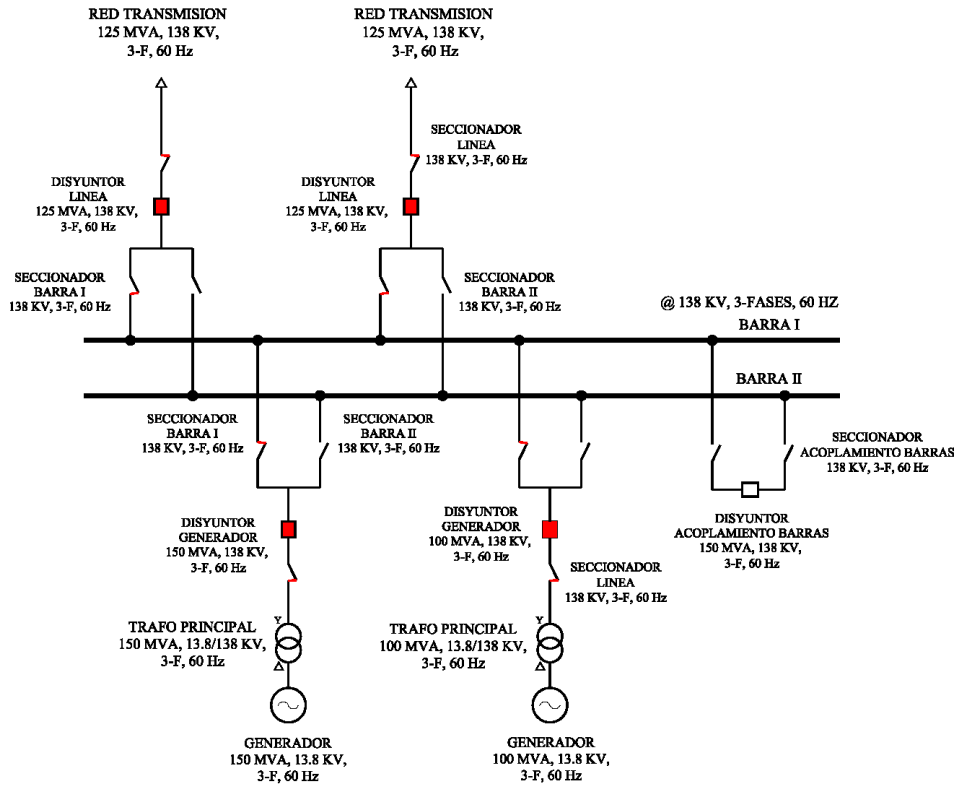 RED TRANSMISION
125 MVA, 138 KV,
3-F, 60 Hz
RED TRANSMISION
125 MVA, 138 KV,
3-F, 60 Hz
SECCIONADOR
LINEA
138 KV, 3-F, 60 Hz
DISYUNTOR
LINEA
125 MVA, 138 KV,
3-F, 60 Hz
DISYUNTOR
LINEA
125 MVA, 138 KV,
3-F, 60 Hz
SECCIONADOR
BARRA I
138 KV, 3-F, 60 Hz
SECCIONADOR
BARRA II
138 KV, 3-F, 60 Hz
@ 138 KV, 3-FASES, 60 HZ
BARRA I
BARRA II
SECCIONADOR
BARRA I
138 KV, 3-F, 60 Hz
SECCIONADOR
BARRA II
138 KV, 3-F, 60 Hz
SECCIONADOR
ACOPLAMIENTO BARRAS
138 KV, 3-F, 60 Hz
DISYUNTOR
GENERADOR
150 MVA, 138 KV,
3-F, 60 Hz
DISYUNTOR
GENERADOR
100 MVA, 138 KV,
3-F, 60 Hz
DISYUNTOR
ACOPLAMIENTO BARRAS
150 MVA, 138 KV,
3-F, 60 Hz
SECCIONADOR
LINEA
138 KV, 3-F, 60 Hz
Y
TRAFO PRINCIPAL
150 MVA, 13.8/138 KV,
3-F, 60 Hz
Y
TRAFO PRINCIPAL
100 MVA, 13.8/138 KV,
3-F, 60 Hz
GENERADOR
150 MVA, 13.8 KV,
3-F, 60 Hz
GENERADOR
100 MVA, 13.8 KV,
3-F, 60 Hz